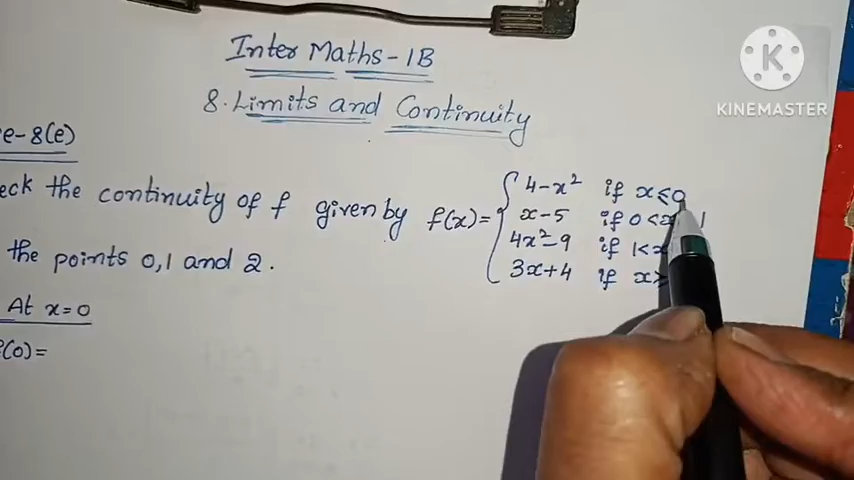 Inter Maths-1B
8. Limits and Continuity
K
KINEMASTER
e-8(e)
eck the continuity of f given by f(x)= { 4-x² if x≤0
x-5 if 0<x 1
4x²-9 if 1<x
3x+4 if x≥
the points 0,1 and 2.
At x=0
f(0)=